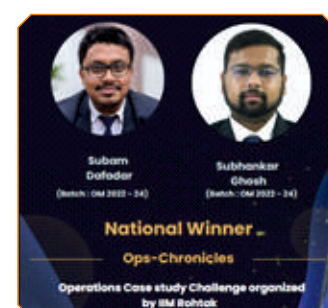 Subam
Dafadar
(Batch : OM 2022 - 24)
Subhankar
Ghosh
(Batch : OM 2022 - 24)
National Winner
Ops-Chronicles
Operations Case study Challenge organized
by IIM Rohtak